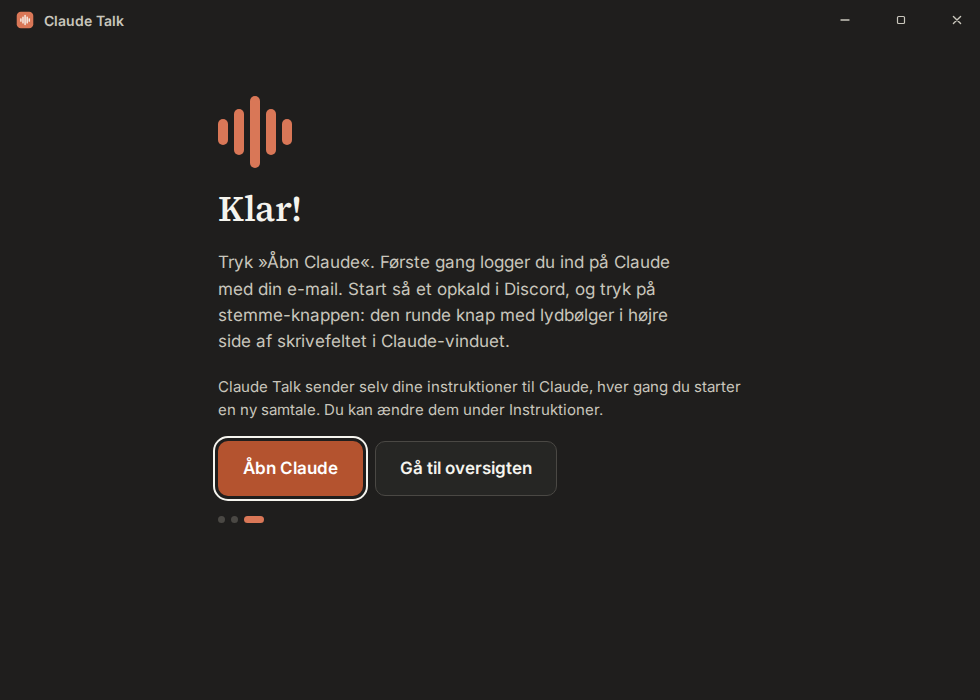 Claude Talk
Klar!
Tryk »Åbn Claude«. Første gang logger du ind på Claude
med din e-mail. Start så et opkald i Discord, og tryk på
stemme-knappen: den runde knap med lydbølger i højre
side af skrivefeltet i Claude-vinduet.
Claude Talk sender selv dine instruktioner til Claude, hver gang du starter
en ny samtale. Du kan ændre dem under Instruktioner.
Åbn Claude
Gå til oversigten